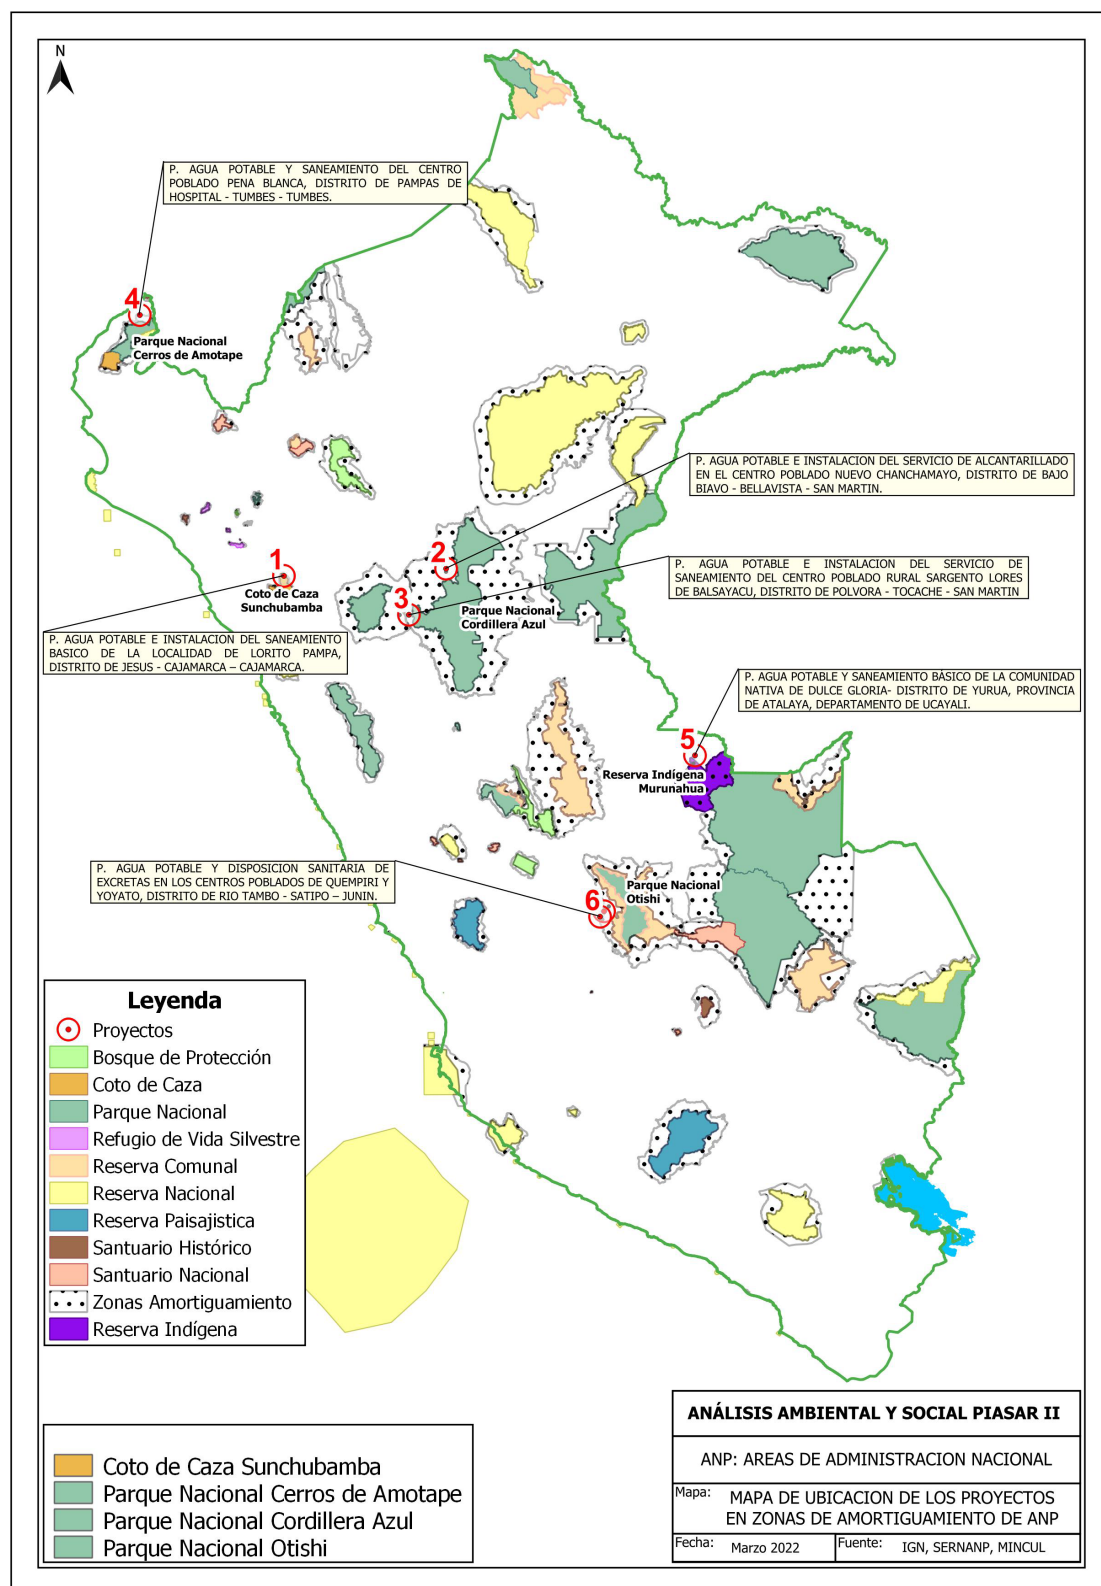 N
P. AGUA POTABLE Y SANEAMIENTO DEL CENTRO
POBLADO PENA BLANCA, DISTRITO DE PAMPAS DE
HOSPITAL - TUMBES - TUMBES.
4
Parque Nacional
Cerros de Amotape
P. AGUA POTABLE E INSTALACION DEL SERVICIO DE ALCANTARILLADO
EN EL CENTRO POBLADO NUEVO CHANCHAMAYO, DISTRITO DE BAJO
BIAVO - BELLAVISTA - SAN MARTIN.
2
1
Coto de Caza
Sunchubamba
3
Parque Nacional
Cordillera Azul
P. AGUA POTABLE E INSTALACION DEL SERVICIO DE
SANEAMIENTO DEL CENTRO POBLADO RURAL SARGENTO LORES
DE BALSAYACU, DISTRITO DE POLVORA - TOCACHE - SAN MARTIN
P. AGUA POTABLE E INSTALACION DEL SANEAMIENTO
BASICO DE LA LOCALIDAD DE LORITO PAMPA,
DISTRITO DE JESUS - CAJAMARCA – CAJAMARCA.
P. AGUA POTABLE Y SANEAMIENTO BÁSICO DE LA COMUNIDAD
NATIVA DE DULCE GLORIA- DISTRITO DE YURUA, PROVINCIA
DE ATALAYA, DEPARTAMENTO DE UCAYALI.
5
Reserva Indígena
Murunahua
P. AGUA POTABLE Y DISPOSICION SANITARIA DE
EXCRETAS EN LOS CENTROS POBLADOS DE QUEMPIRI Y
YOYATO, DISTRITO DE RIO TAMBO - SATIPO – JUNIN.
6
Parque Nacional
Otishi
Leyenda
Proyectos
Bosque de Protección
Coto de Caza
Parque Nacional
Refugio de Vida Silvestre
Reserva Comunal
Reserva Nacional
Reserva Paisajistica
Santuario Histórico
Santuario Nacional
Zonas Amortiguamiento
Reserva Indígena
Coto de Caza Sunchubamba
Parque Nacional Cerros de Amotape
Parque Nacional Cordillera Azul
Parque Nacional Otishi
ANÁLISIS AMBIENTAL Y SOCIAL PIASAR II
ANP: AREAS DE ADMINISTRACION NACIONAL
Mapa: MAPA DE UBICACION DE LOS PROYECTOS
EN ZONAS DE AMORTIGUAMIENTO DE ANP
Fecha: Marzo 2022 Fuente: IGN, SERNANP, MINCUL